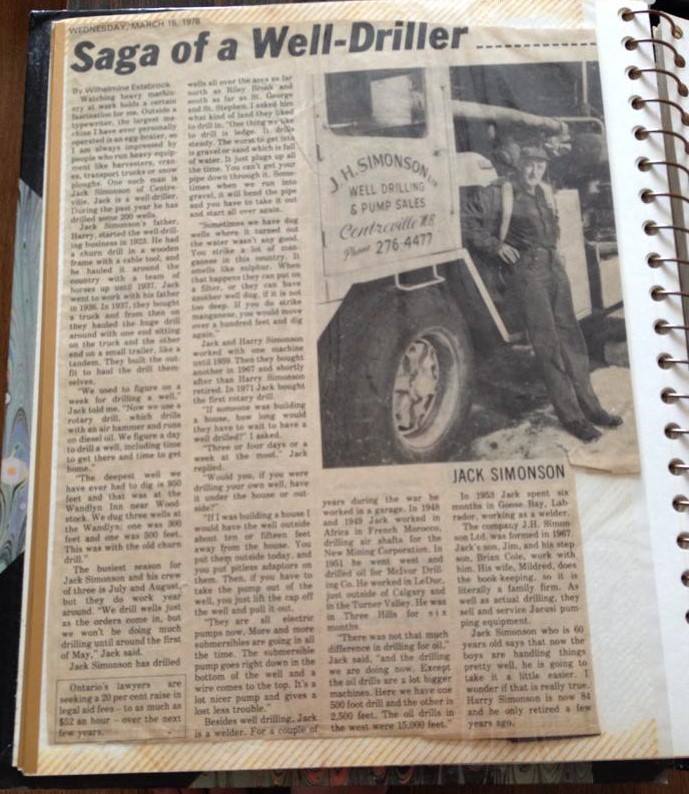 WEDNESDAY, MARCH 15, 1978
Saga of a Well-Driller
By Wilhelmine Estabrook
Watching heavy machin-
ery at work holds a certain
fascination for me. Outside a
typewriter, the largest ma-
chine I have ever personally
operated is an egg-beater, so
I am always impressed by
people who run heavy equip-
ment like harvesters, cran-
es, transport trucks or snow
ploughs. One such man is
Jack Simonson of Centre-
ville. Jack is a well-driller.
During the past year he has
drilled some 200 wells.
Jack Simonson's father,
Harry, started the well-drill-
ing business in 1923. He had
a churn drill in a wooden
frame with a cable tool, and
he hauled it around the
country with a team of
horses up until 1937. Jack
went to work with his father
in 1936. In 1937, they bought
a truck and from then on
they hauled the huge drill
around with one end sitting
on the truck and the other
end on a small trailer, like a
tandem. They built the out-
fit to haul the drill them-
selves.
"We used to figure on a
week for drilling a well,"
Jack told me. "Now we use a
rotary drill, which drills
with an air hammer and runs
on diesel oil. We figure a day
to drill a well, including time
to get there and time to get
home."
"The deepest well we
have ever had to dig is 950
feet and that was at the
Wandlyn Inn near Wood-
stock. We dug three wells at
the Wandlyn; one was 300
feet and one was 500 feet.
This was with the old churn
drill."
The busiest season for
Jack Simonson and his crew
of three is July and August,
but they do work year
around. "We drill wells just
as the orders come in, but
we won't be doing much
drilling until around the first
of May," Jack said.
Jack Simonson has drilled
Ontario's lawyers are
seeking a 20 per cent raise in
legal aid fees - to as much as
$52 an hour - over the next
few years.
wells all over the area as far
north as Riley Brook and
south as far as St. George
and St. Stephen. I asked him
what kind of land they liked
to drill in. "One thing we like
to drill is ledge. It drills
steady. The worst to get into
is gravel or sand which is full
of water. It just plugs up all
the time. You can't get your
pipe down through it. Some-
times when we run into
gravel, it will bend the pipe
and you have to take it out
and start all over again.
"Sometimes we have dug
wells where it turned out
the water wasn't any good.
You strike a lot of man-
ganese in this country. It
smells like sulphur. When
that happens they can put on
a filter, or they can have
another well dug, if it is not
too deep. If you do strike
manganese, you would move
over a hundred feet and dig
again."
Jack and Harry Simonson
worked with one machine
until 1959. Then they bought
another in 1967 and shortly
after than Harry Simonson
retired. In 1971 Jack bought
the first rotary drill.
"If someone was building
a house, how long would
they have to wait to have a
well drilled?" I asked.
"Three or four days or a
week at the most," Jack
replied.
"Would you, if you were
drilling your own well, have
it under the house or out-
side?"
"If I was building a house I
would have the well outside
about ten or fifteen feet
away from the house. You
put them outside today, and
you put pitless adaptors on
them. Then, if you have to
take the pump out of the
well, you just lift the cap off
the well and pull it out.
"They are all electric
pumps now. More and more
submersibles are going in all
the time. The submersible
pump goes right down in the
bottom of the well and a
wire comes to the top. It's a
lot nicer pump and gives a
lost less trouble."
Besides well drilling, Jack
is a welder. For a couple of
J.H. SIMONSON LTD.
WELL DRILLING
& PUMP SALES
Centreville N.B.
Phone 276-4477
JACK SIMONSON
years during the war he
worked in a garage. In 1948
and 1949 Jack worked in
Africa in French Morocco,
drilling air shafts for the
New Mining Corporation. In
1951 he went west and
drilled oil for McIvor Drill-
ing Co. He worked in LeDuc,
just outside of Calgary and
in the Turner Valley. He was
in Three Hills for six
months.
"There was not that much
difference in drilling for oil,"
Jack said, "and the drilling
we are doing now. Except
the oil drills are a lot bigger
machines. Here we have one
500 foot drill and the other is
2,500 feet. The oil drills in
the west were 15,000 feet."
In 1953 Jack spent six
months in Goose Bay, Lab-
rador, working as a welder.
The company J.H. Simon-
son Ltd. was formed in 1967.
Jack's son, Jim, and his step
son, Brian Cole, work with
him. His wife, Mildred, does
the book-keeping, so it is
literally a family firm. As
well as actual drilling, they
sell and service Jacuzi pum-
ping equipment.
Jack Simonson who is 60
years old says that now the
boys are handling things
pretty well, he is going to
take it a little easier. I
wonder if that is really true.
Harry Simonson is now 84
and he only retired a few
years ago.